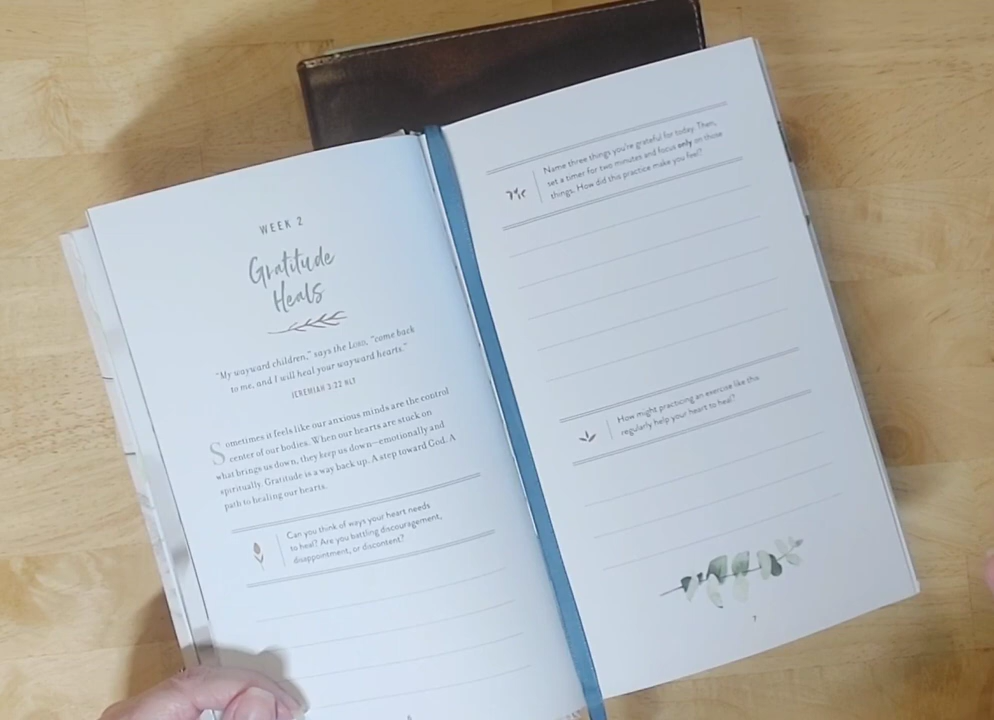 WEEK 2
Gratitude
Heals
"My wayward children," says the LORD, "come back
to me, and I will heal your wayward hearts."
JEREMIAH 3:22 NLT
Sometimes it feels like our anxious minds are the control
center of our bodies. When our hearts are stuck on
what brings us down, they keep us down—emotionally and
spiritually. Gratitude is a way back up. A step toward God. A
path to healing our hearts.
Can you think of ways your heart needs
to heal? Are you battling discouragement,
disappointment, or discontent?
Name three things you're grateful for today. Then,
set a timer for two minutes and focus only on those
things. How did this practice make you feel?
How might practicing an exercise like this
regularly help your heart to heal?
7